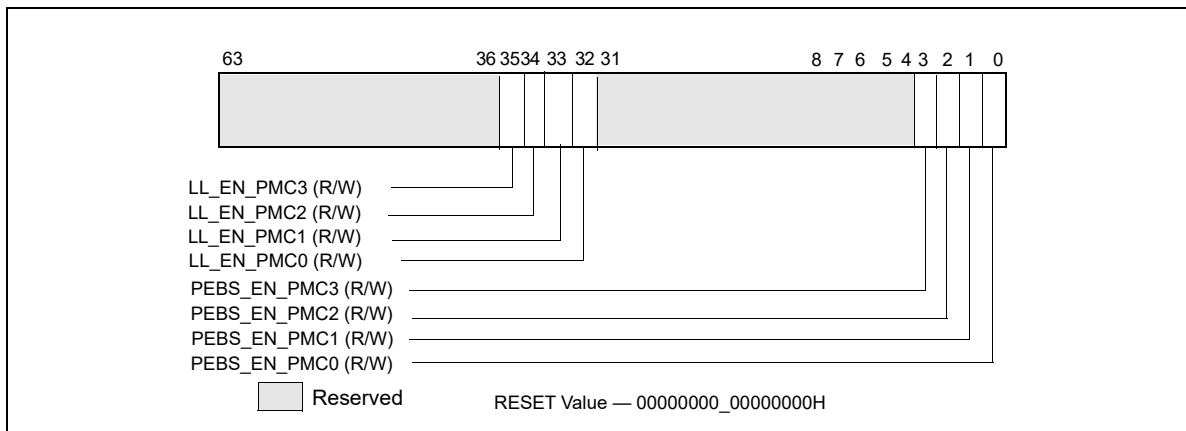 63 36 35 34 33 32 31 8 7 6 5 4 3 2 1 0
LL_EN_PMC3 (R/W)
LL_EN_PMC2 (R/W)
LL_EN_PMC1 (R/W)
LL_EN_PMC0 (R/W)
PEBS_EN_PMC3 (R/W)
PEBS_EN_PMC2 (R/W)
PEBS_EN_PMC1 (R/W)
PEBS_EN_PMC0 (R/W)
Reserved RESET Value — 00000000_00000000H